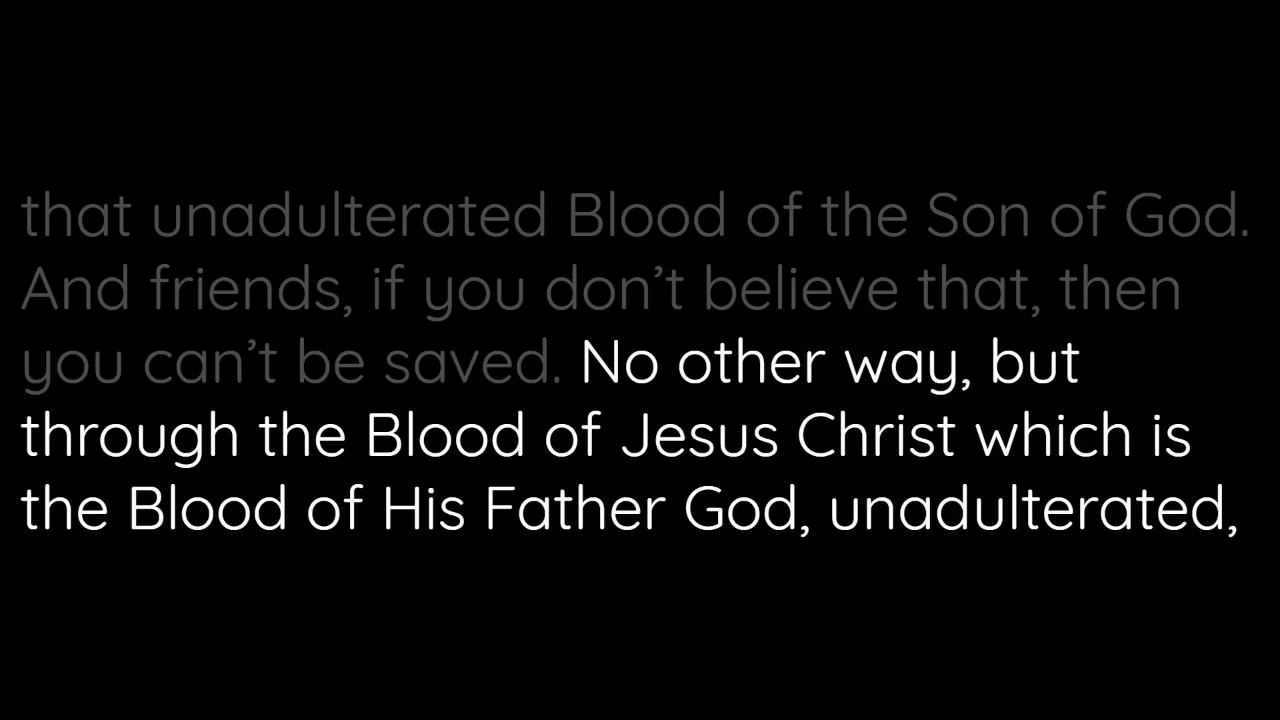 that unadulterated Blood of the Son of God.
And friends, if you don’t believe that, then
you can’t be saved. No other way, but
through the Blood of Jesus Christ which is
the Blood of His Father God, unadulterated,